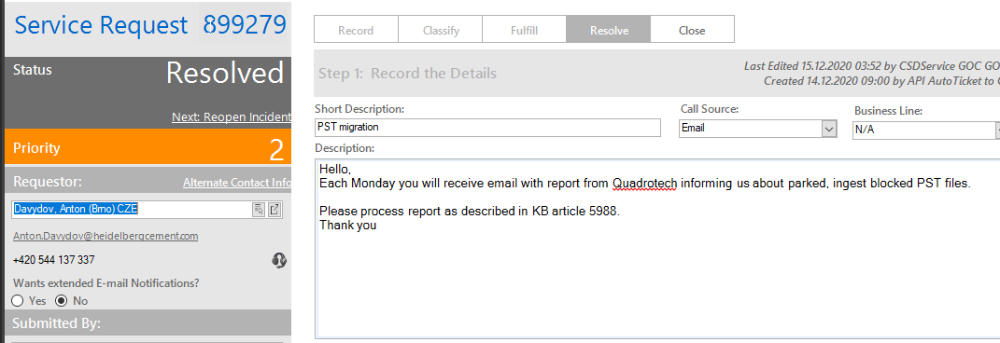 Service Request 899279
Status
Resolved
Next: Reopen Incident
Priority
2
Requestor:
Alternate Contact Info
Davydov, Anton (Brno) CZE
Anton.Davydov@heidelbergcement.com
+420 544 137 337
Wants extended E-mail Notifications?
Yes No
Submitted By:
Record Classify Fulfill Resolve Close
Step 1: Record the Details
Last Edited 15.12.2020 03:52 by CSDService GOC GO
Created 14.12.2020 09:00 by API AutoTicket to
Short Description:
PST migration
Call Source:
Email
Business Line:
N/A
Description:
Hello,
Each Monday you will receive email with report from Quadrotech informing us about parked, ingest blocked PST files.
Please process report as described in KB article 5988.
Thank you